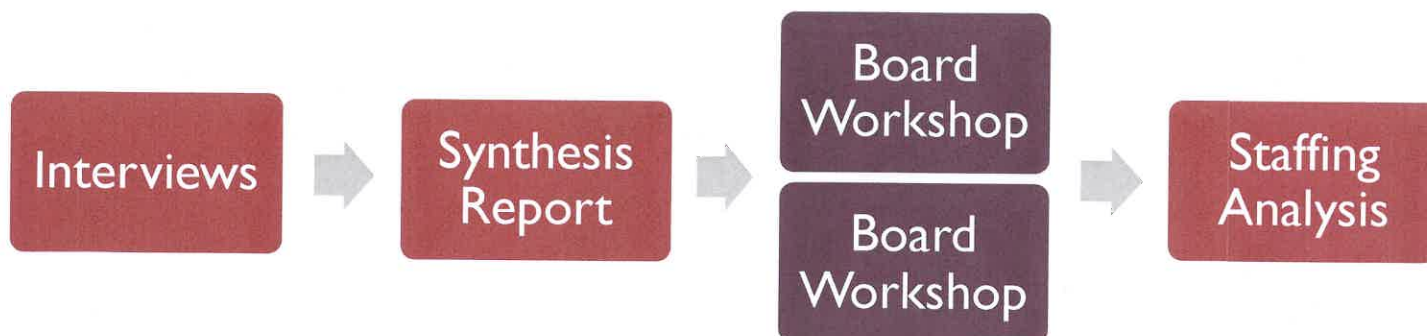 Interviews
Synthesis
Report
Board
Workshop
Board
Workshop
Staffing
Analysis